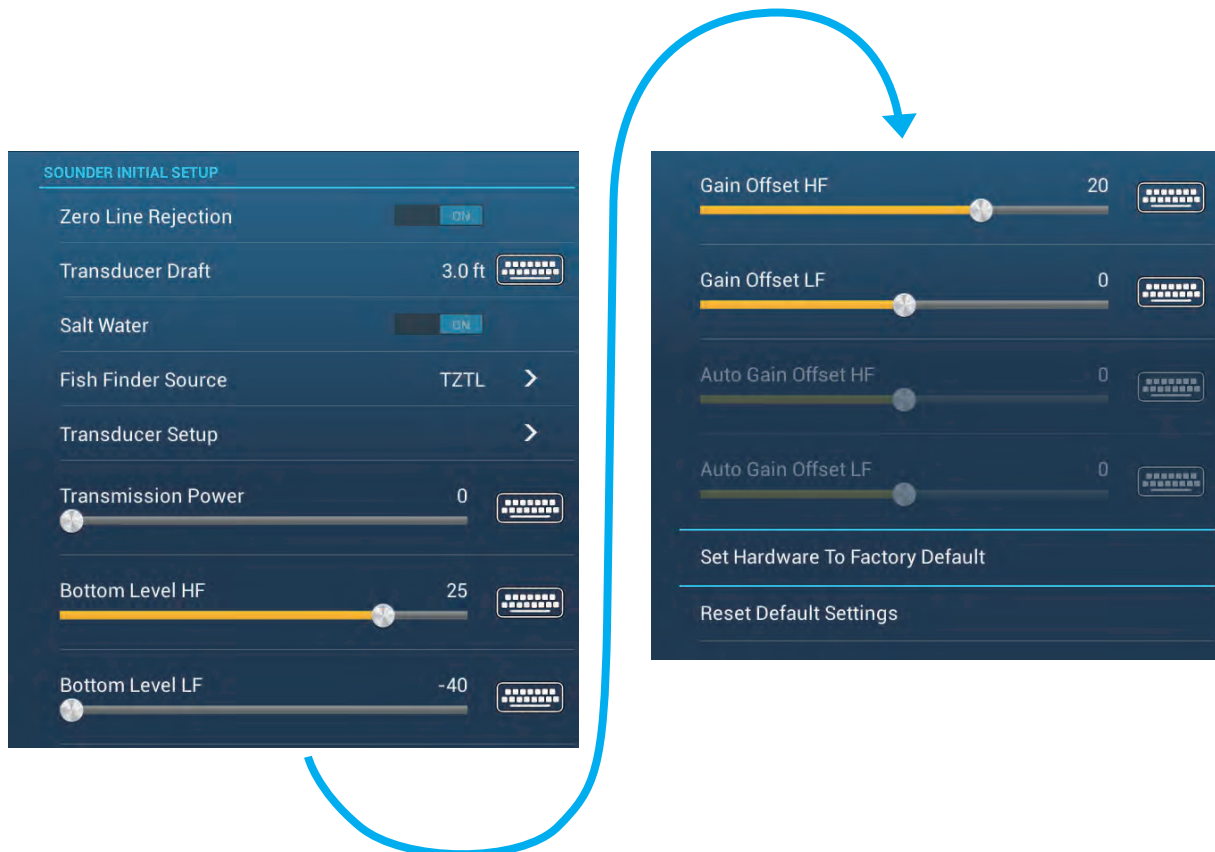 SOUNDER INITIAL SETUP
Zero Line Rejection ON
Transducer Draft 3.0 ft
Salt Water ON
Fish Finder Source TZTL
Transducer Setup
Transmission Power 0
Bottom Level HF 25
Bottom Level LF -40
Gain Offset HF 20
Gain Offset LF 0
Auto Gain Offset HF 0
Auto Gain Offset LF 0
Set Hardware To Factory Default
Reset Default Settings